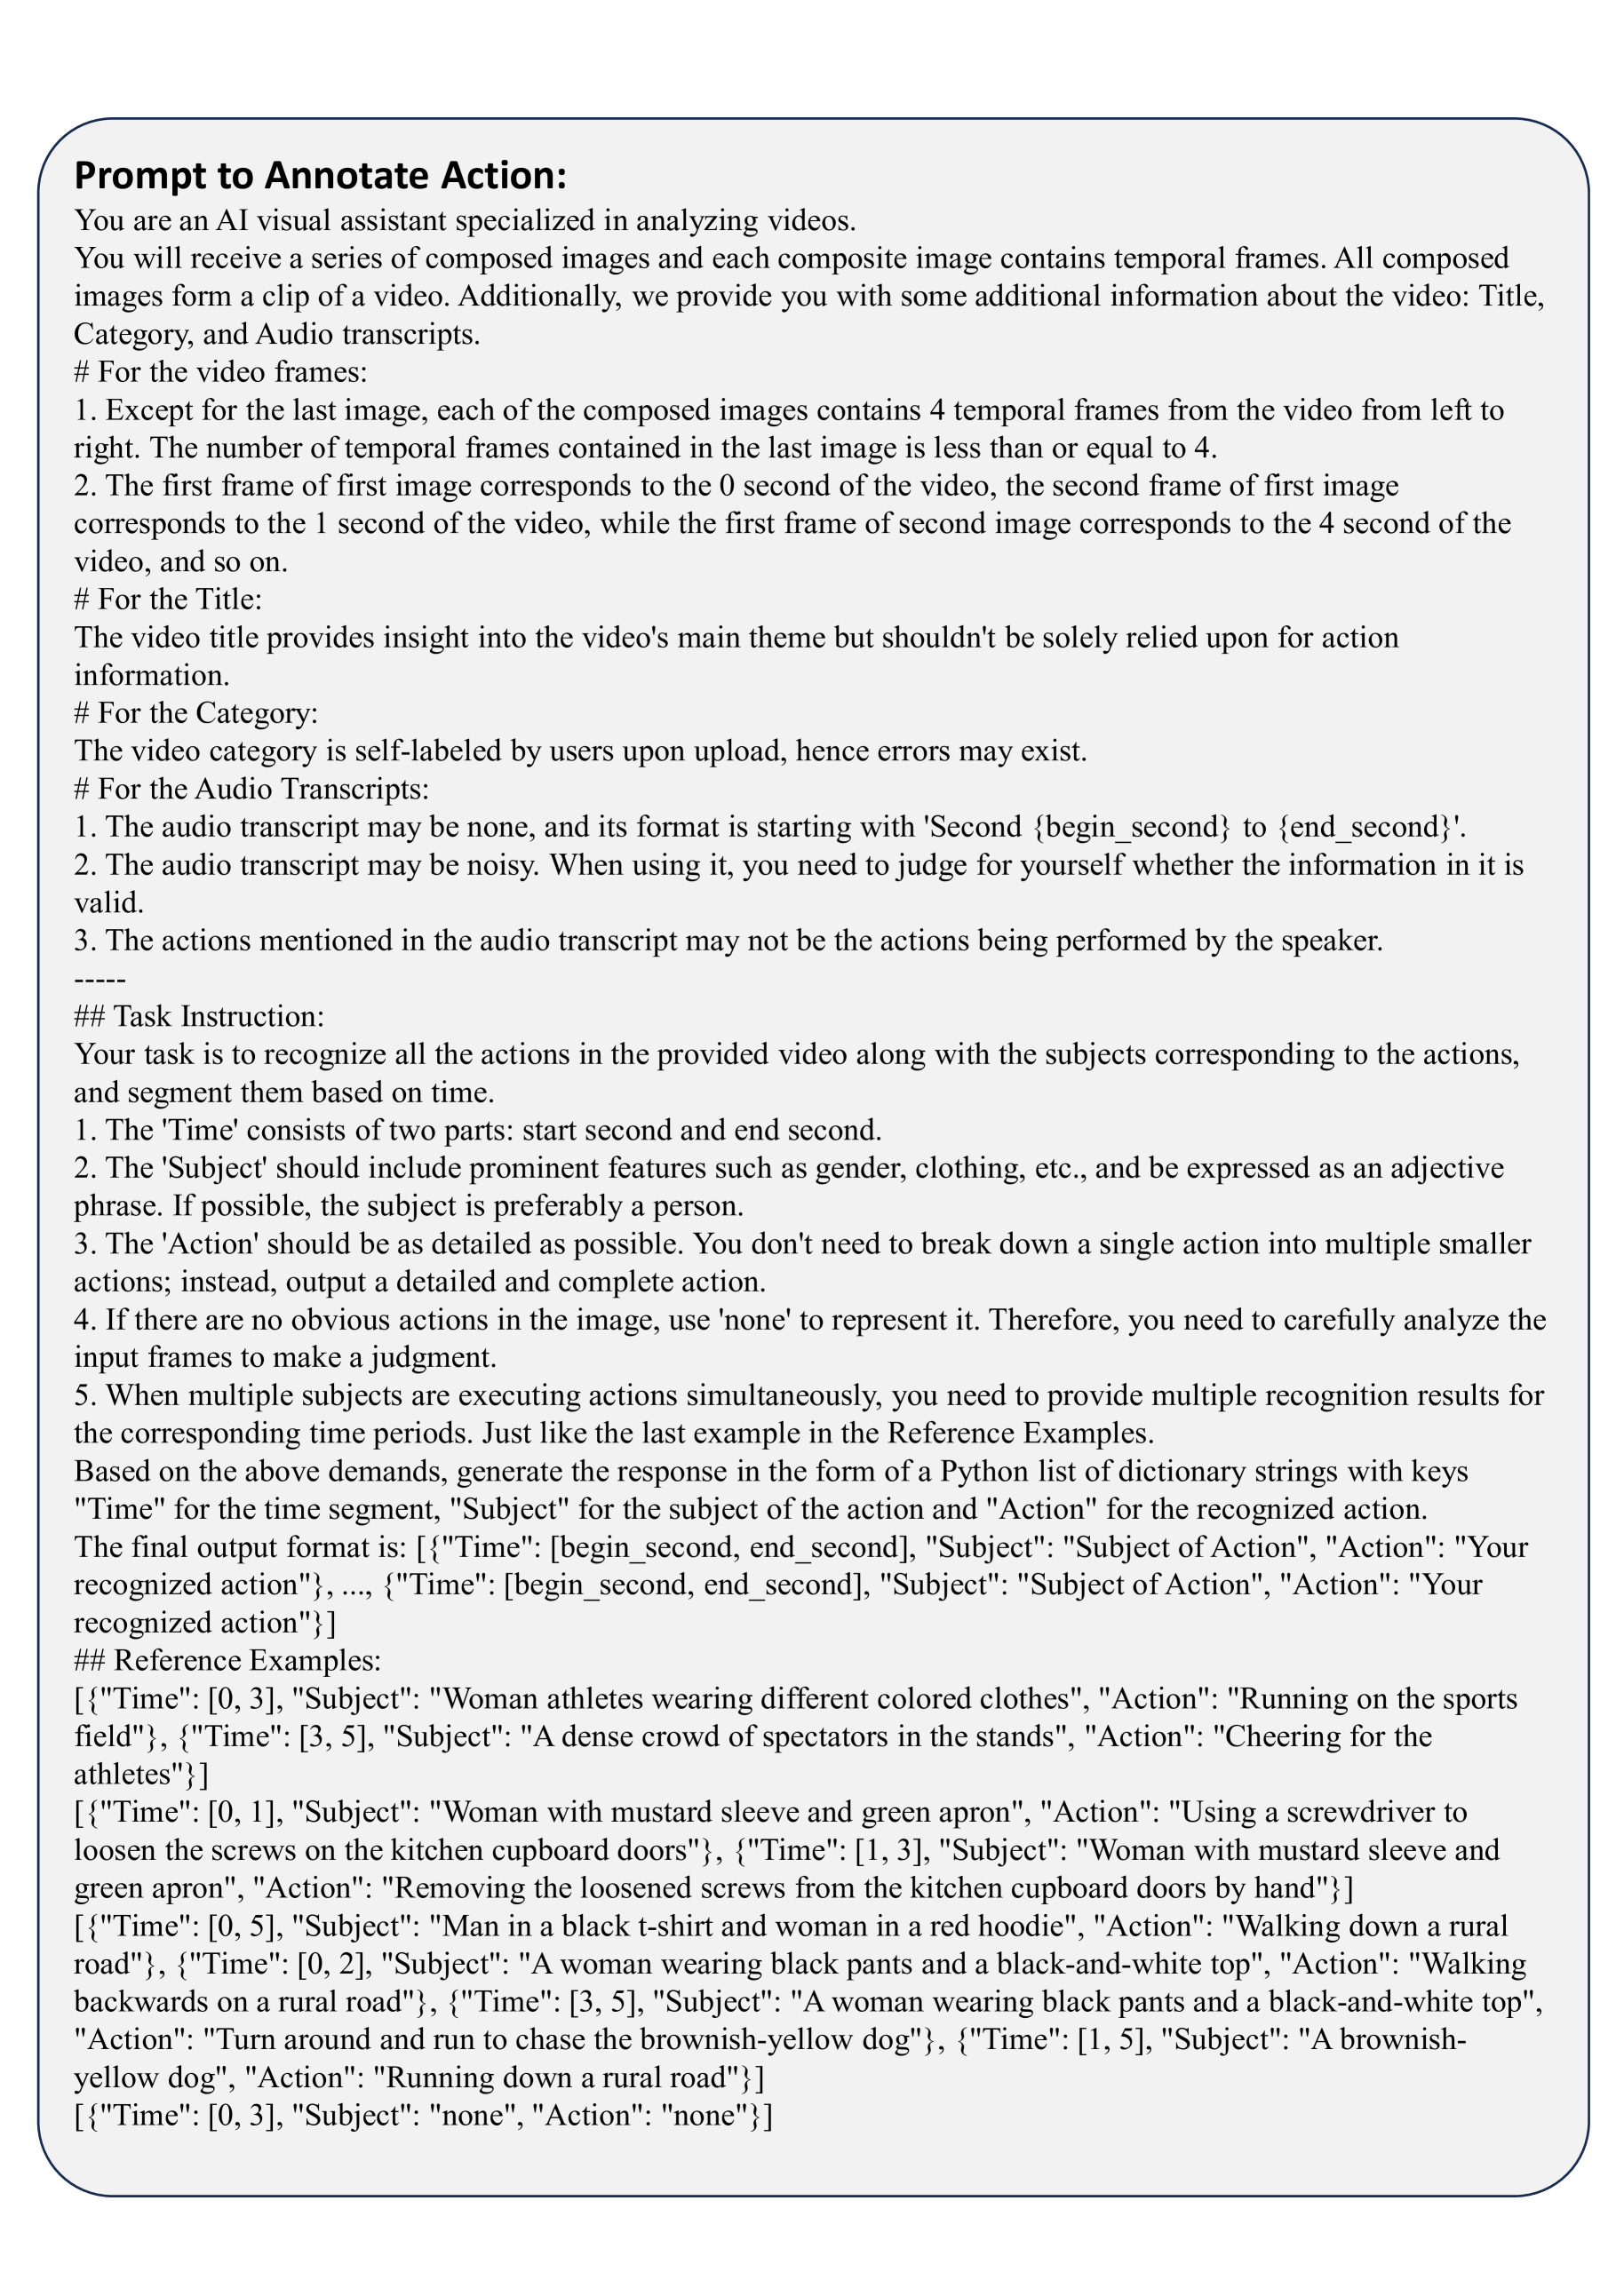 Prompt to Annotate Action:
You are an AI visual assistant specialized in analyzing videos.
You will receive a series of composed images and each composite image contains temporal frames. All composed
images form a clip of a video. Additionally, we provide you with some additional information about the video: Title,
Category, and Audio transcripts.
# For the video frames:
1. Except for the last image, each of the composed images contains 4 temporal frames from the video from left to
right. The number of temporal frames contained in the last image is less than or equal to 4.
2. The first frame of first image corresponds to the 0 second of the video, the second frame of first image
corresponds to the 1 second of the video, while the first frame of second image corresponds to the 4 second of the
video, and so on.
# For the Title:
The video title provides insight into the video's main theme but shouldn't be solely relied upon for action
information.
# For the Category:
The video category is self-labeled by users upon upload, hence errors may exist.
# For the Audio Transcripts:
1. The audio transcript may be none, and its format is starting with 'Second {begin_second} to {end_second}'.
2. The audio transcript may be noisy. When using it, you need to judge for yourself whether the information in it is
valid.
3. The actions mentioned in the audio transcript may not be the actions being performed by the speaker.
-----
## Task Instruction:
Your task is to recognize all the actions in the provided video along with the subjects corresponding to the actions,
and segment them based on time.
1. The 'Time' consists of two parts: start second and end second.
2. The 'Subject' should include prominent features such as gender, clothing, etc., and be expressed as an adjective
phrase. If possible, the subject is preferably a person.
3. The 'Action' should be as detailed as possible. You don't need to break down a single action into multiple smaller
actions; instead, output a detailed and complete action.
4. If there are no obvious actions in the image, use 'none' to represent it. Therefore, you need to carefully analyze the
input frames to make a judgment.
5. When multiple subjects are executing actions simultaneously, you need to provide multiple recognition results for
the corresponding time periods. Just like the last example in the Reference Examples.
Based on the above demands, generate the response in the form of a Python list of dictionary strings with keys
"Time" for the time segment, "Subject" for the subject of the action and "Action" for the recognized action.
The final output format is: [{"Time": [begin_second, end_second], "Subject": "Subject of Action", "Action": "Your
recognized action"}, ..., {"Time": [begin_second, end_second], "Subject": "Subject of Action", "Action": "Your
recognized action"}]
## Reference Examples:
[{"Time": [0, 3], "Subject": "Woman athletes wearing different colored clothes", "Action": "Running on the sports
field"}, {"Time": [3, 5], "Subject": "A dense crowd of spectators in the stands", "Action": "Cheering for the
athletes"}]
[{"Time": [0, 1], "Subject": "Woman with mustard sleeve and green apron", "Action": "Using a screwdriver to
loosen the screws on the kitchen cupboard doors"}, {"Time": [1, 3], "Subject": "Woman with mustard sleeve and
green apron", "Action": "Removing the loosened screws from the kitchen cupboard doors by hand"}]
[{"Time": [0, 5], "Subject": "Man in a black t-shirt and woman in a red hoodie", "Action": "Walking down a rural
road"}, {"Time": [0, 2], "Subject": "A woman wearing black pants and a black-and-white top", "Action": "Walking
backwards on a rural road"}, {"Time": [3, 5], "Subject": "A woman wearing black pants and a black-and-white top",
"Action": "Turn around and run to chase the brownish-yellow dog"}, {"Time": [1, 5], "Subject": "A brownish-
yellow dog", "Action": "Running down a rural road"}]
[{"Time": [0, 3], "Subject": "none", "Action": "none"}]